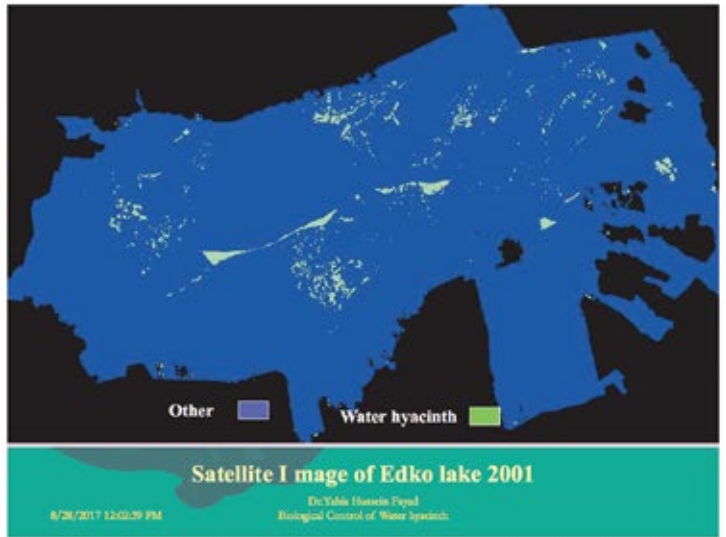 Other
Water hyacinth
Satellite I mage of Edko lake 2001
Dr.Yahia Hussein Fayad
8/28/2017 12:02:39 PM
Biological Control of Water hyacinth